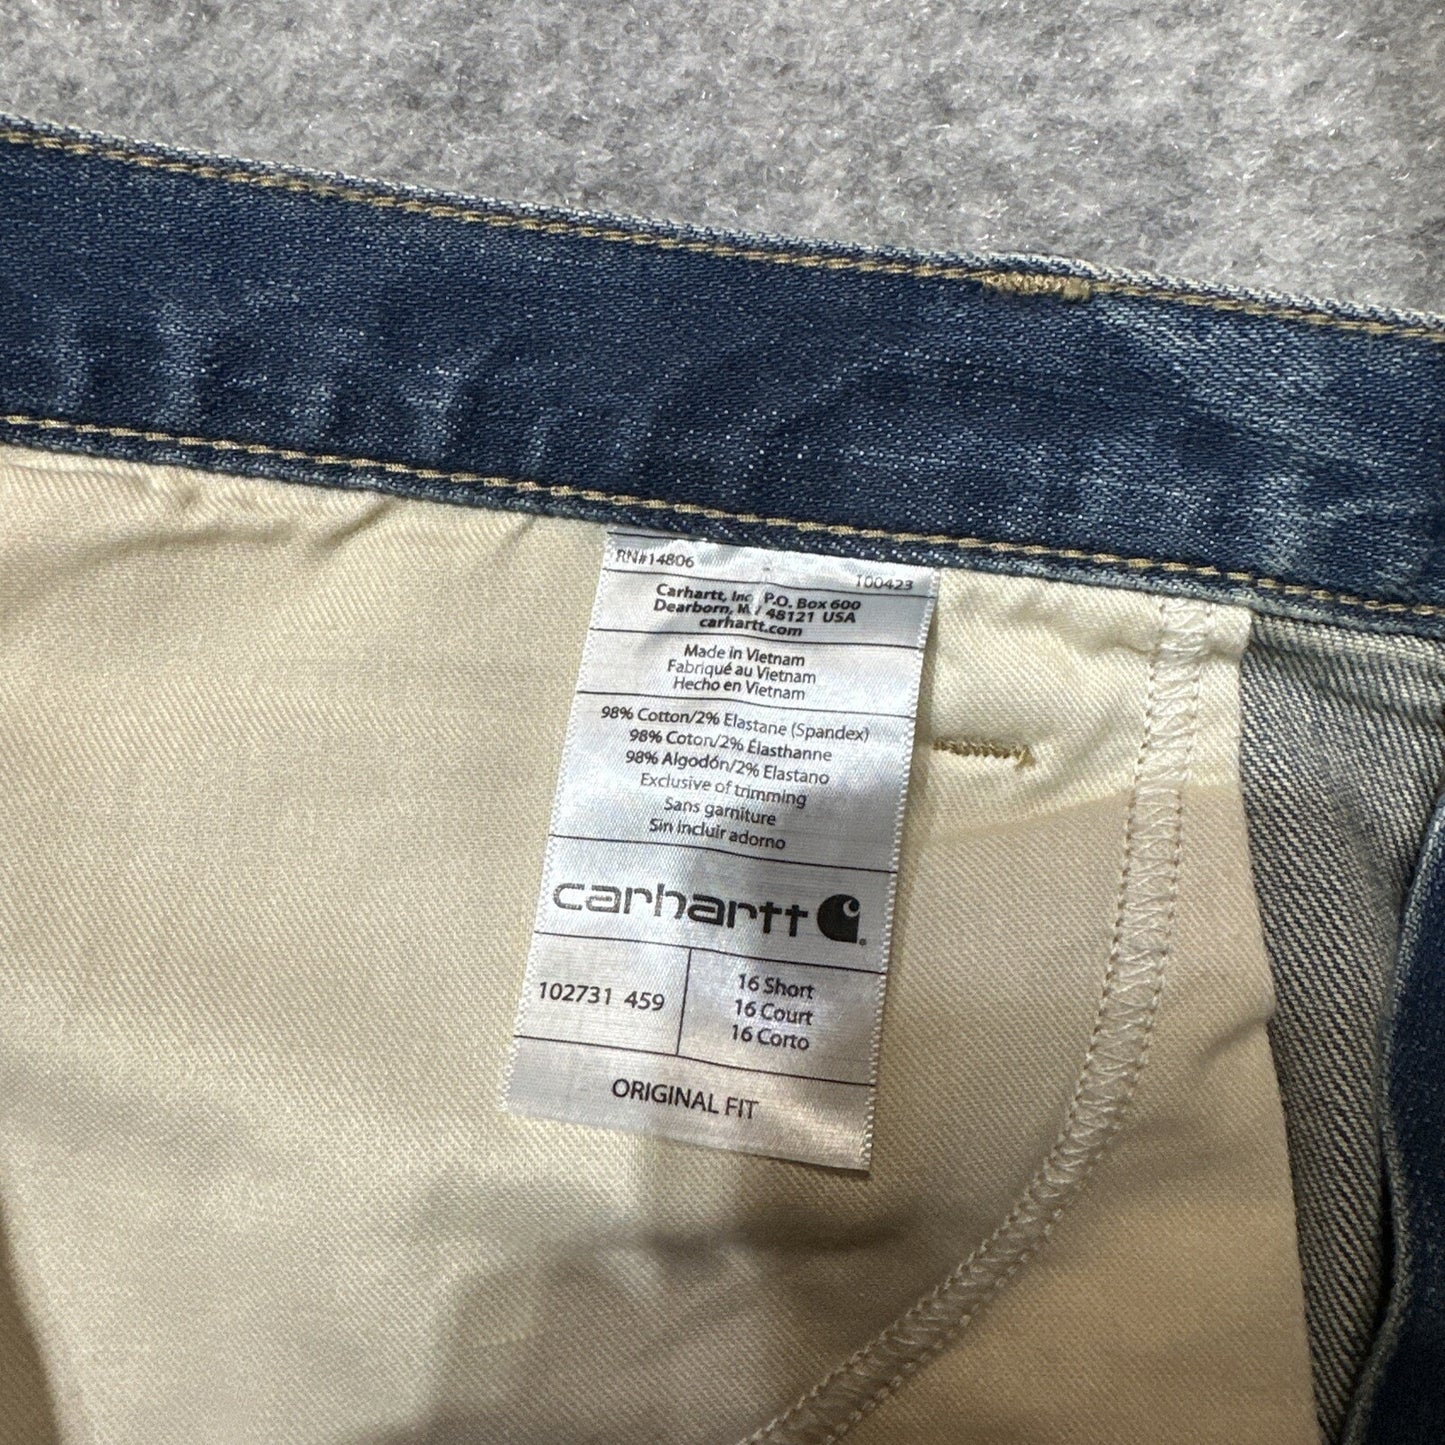 RN#14806 100423
Carhartt, Inc P.O. Box 600
Dearborn, MI 48121 USA
carhartt.com
Made in Vietnam
Fabriqué au Vietnam
Hecho en Vietnam
98% Cotton/2% Elastane (Spandex)
98% Coton/2% Élasthanne
98% Algodón/2% Elastano
Exclusive of trimming
Sans garniture
Sin incluir adorno
carhartt
102731 459
16 Short
16 Court
16 Corto
ORIGINAL FIT